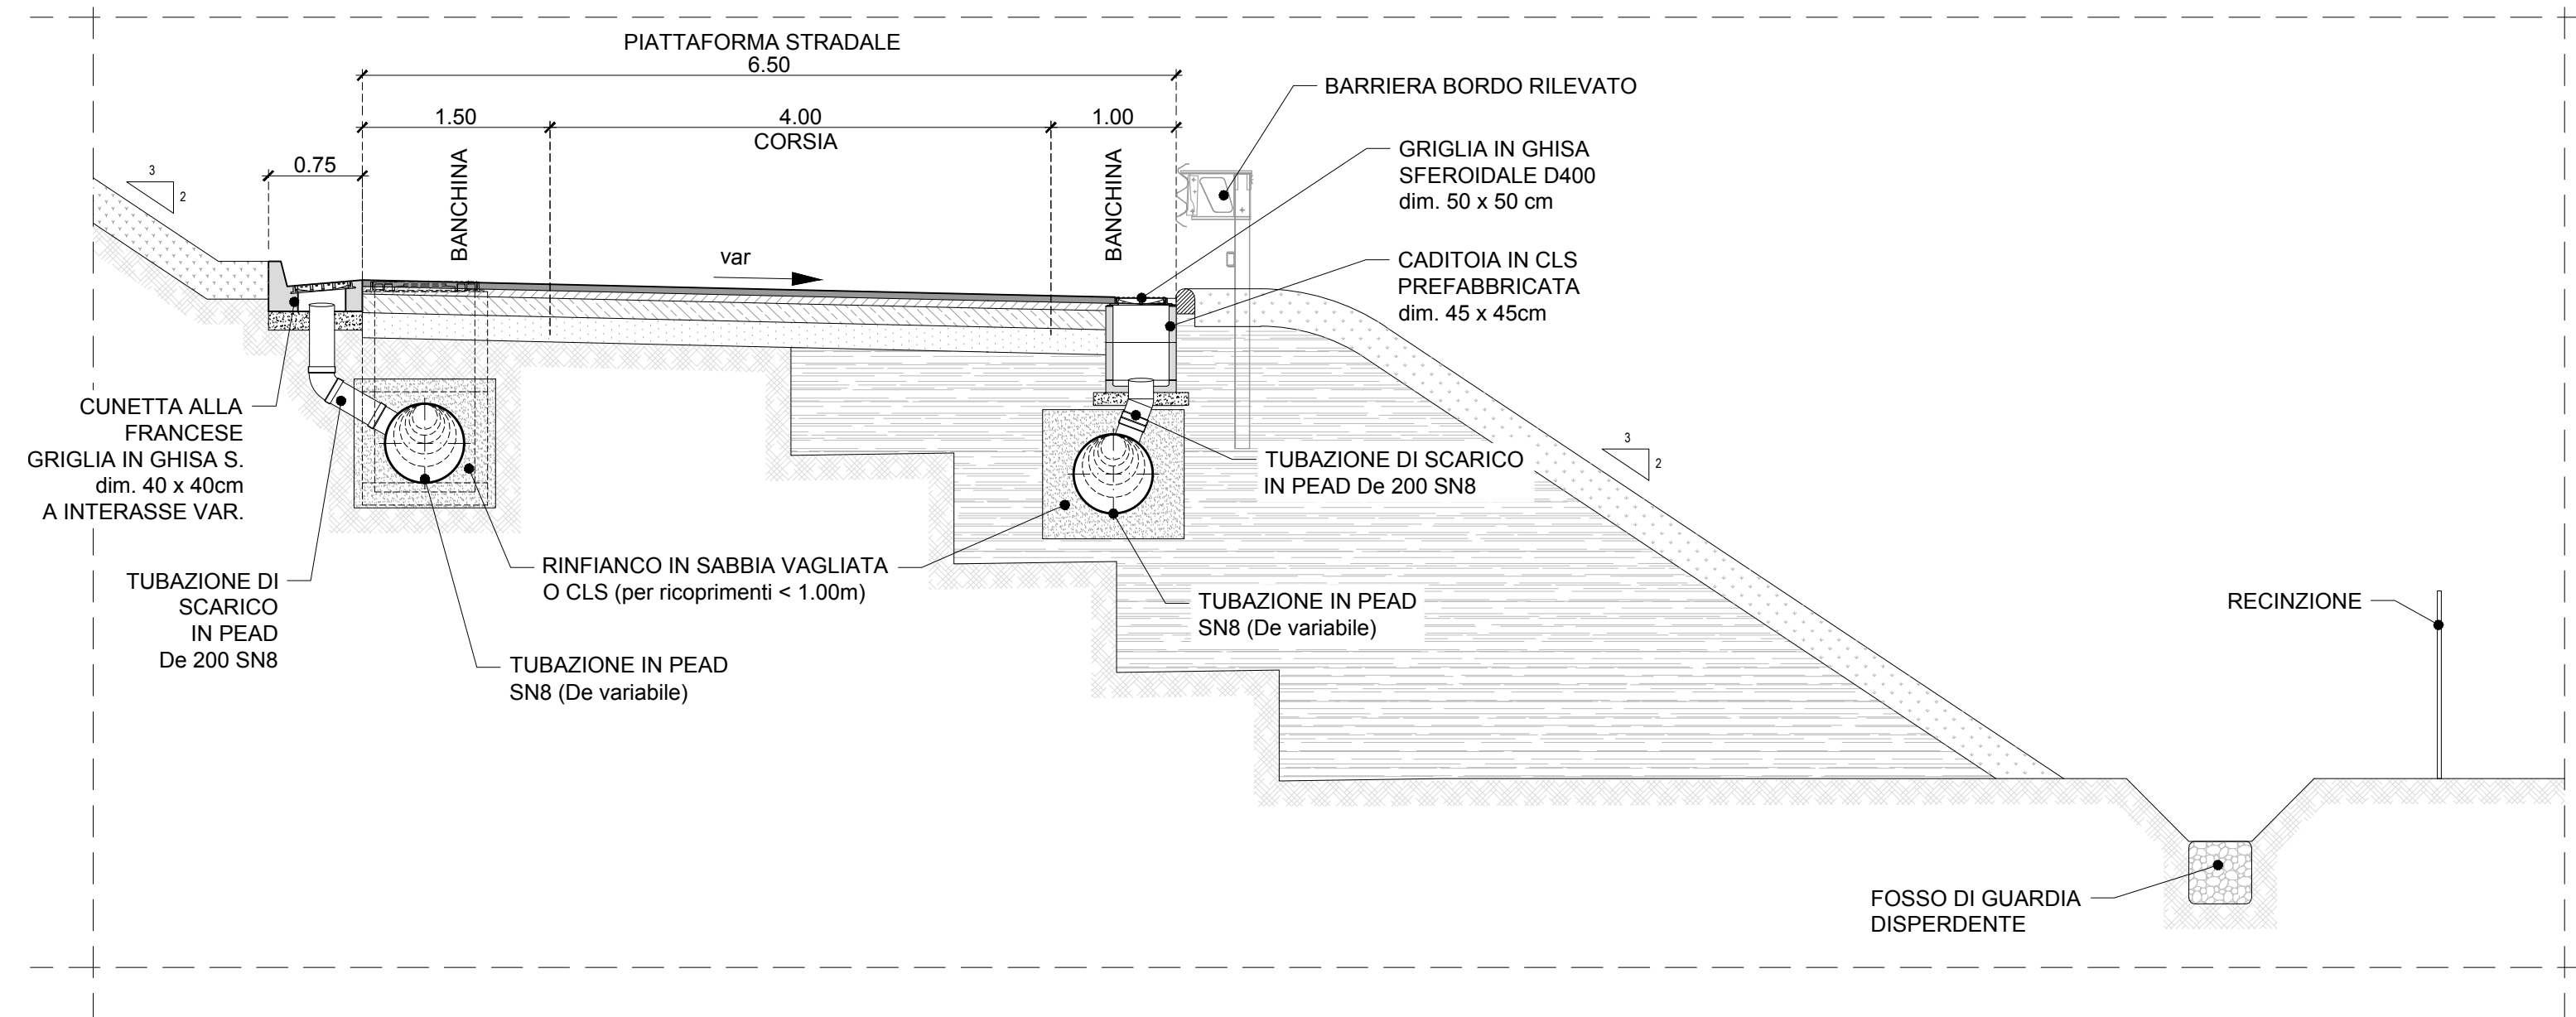 PIATTAFORMA STRADALE
6.50
1.50
4.00
CORSIA
1.00
0.75
BANCHINA
BANCHINA
var
3
2
BARRIERA BORDO RILEVATO
GRIGLIA IN GHISA
SFEROIDALE D400
dim. 50 x 50 cm
CADITOIA IN CLS
PREFABBRICATA
dim. 45 x 45cm
CUNETTA ALLA
FRANCESE
GRIGLIA IN GHISA S.
dim. 40 x 40cm
A INTERASSE VAR.
TUBAZIONE DI
SCARICO
IN PEAD
De 200 SN8
RINFIANCO IN SABBIA VAGLIATA
O CLS (per ricoprimenti < 1.00m)
TUBAZIONE IN PEAD
SN8 (De variabile)
TUBAZIONE DI SCARICO
IN PEAD De 200 SN8
TUBAZIONE IN PEAD
SN8 (De variabile)
3
2
RECINZIONE
FOSSO DI GUARDIA
DISPERDENTE